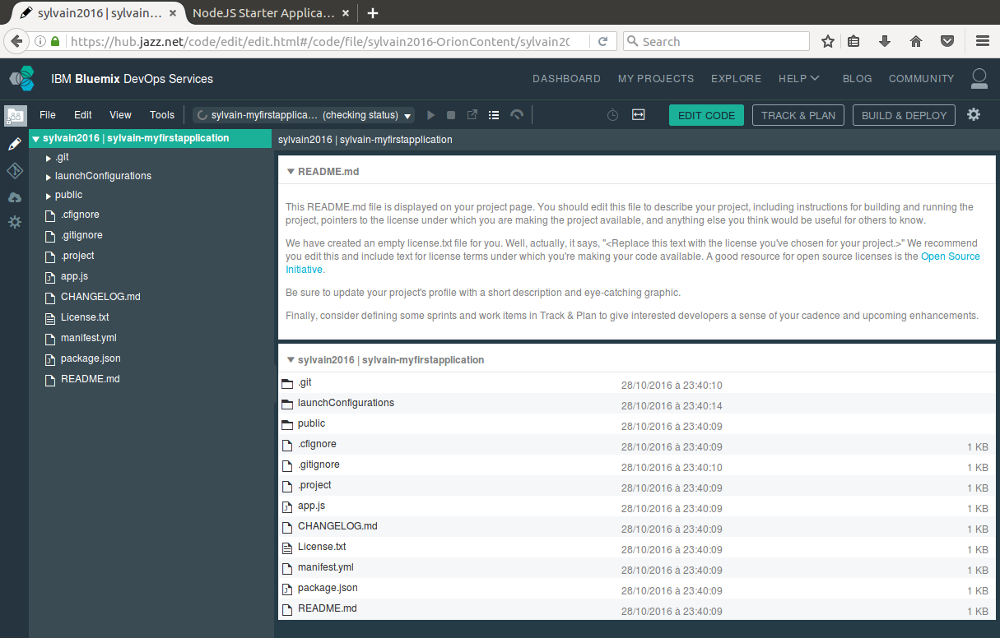 sylvain2016 | sylvain-... ×
NodeJS Starter Applica... ×
https://hub.jazz.net/code/edit/edit.html#/code/file/sylvain2016-OrionContent/sylvain20
Search
IBM Bluemix DevOps Services
DASHBOARD MY PROJECTS EXPLORE HELP BLOG COMMUNITY
File Edit View Tools
sylvain-myfirstapplica... (checking status)
EDIT CODE TRACK & PLAN BUILD & DEPLOY
sylvain2016 | sylvain-myfirstapplication
.git
launchConfigurations
public
.cfignore
.gitignore
.project
app.js
CHANGELOG.md
License.txt
manifest.yml
package.json
README.md
sylvain2016 | sylvain-myfirstapplication
README.md
This README.md file is displayed on your project page. You should edit this file to describe your project, including instructions for building and running the
project, pointers to the license under which you are making the project available, and anything else you think would be useful for others to know.
We have created an empty license.txt file for you. Well, actually, it says, "<Replace this text with the license you've chosen for your project.>" We recommend
you edit this and include text for license terms under which you're making your code available. A good resource for open source licenses is the Open Source
Initiative.
Be sure to update your project's profile with a short description and eye-catching graphic.
Finally, consider defining some sprints and work items in Track & Plan to give interested developers a sense of your cadence and upcoming enhancements.
sylvain2016 | sylvain-myfirstapplication
.git 28/10/2016 à 23:40:10
launchConfigurations 28/10/2016 à 23:40:14
public 28/10/2016 à 23:40:09
.cfignore 28/10/2016 à 23:40:09 1 KB
.gitignore 28/10/2016 à 23:40:10 1 KB
.project 28/10/2016 à 23:40:09 1 KB
app.js 28/10/2016 à 23:40:09 1 KB
CHANGELOG.md 28/10/2016 à 23:40:09 1 KB
License.txt 28/10/2016 à 23:40:09 1 KB
manifest.yml 28/10/2016 à 23:40:09 1 KB
package.json 28/10/2016 à 23:40:09 1 KB
README.md 28/10/2016 à 23:40:09 1 KB